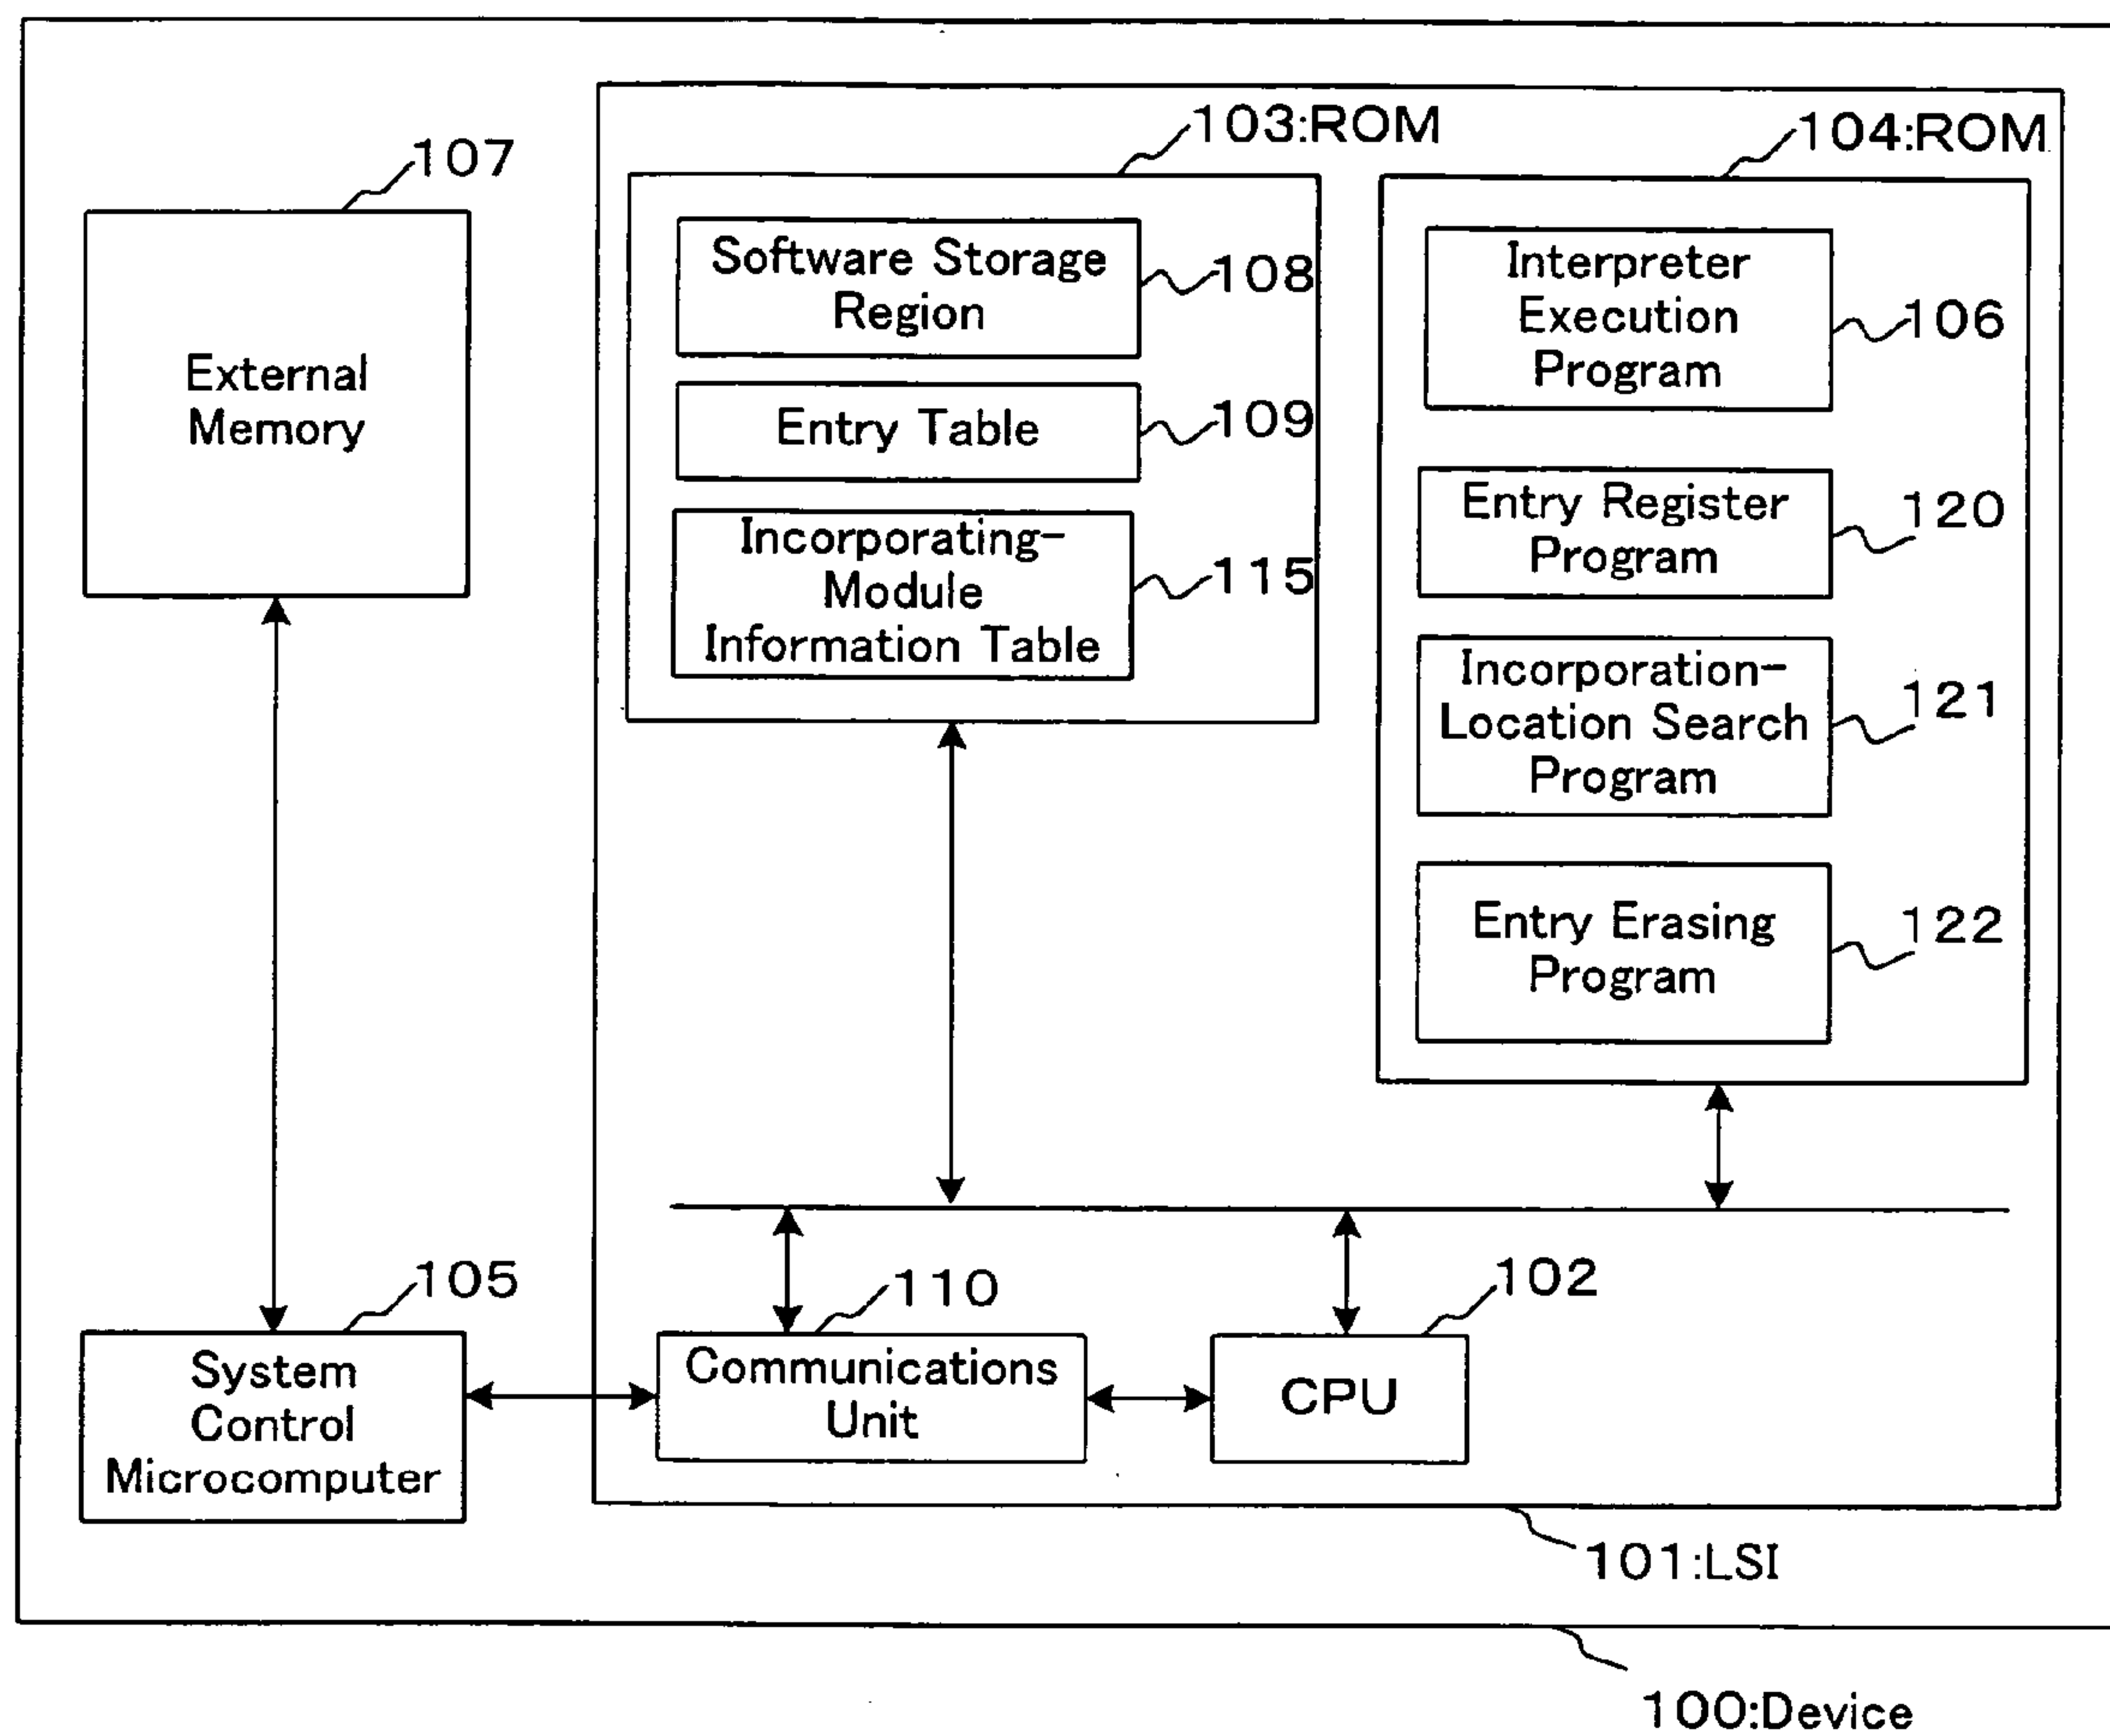 103:ROM
104:ROM
107
Software Storage
Region
108
Interpreter
Execution
Program
106
External
Memory
Entry Table
109
Entry Register
Program
120
Incorporating-
Module
Information Table
115
Incorporation-
Location Search
Program
121
Entry Erasing
Program
122
105
110
102
System
Control
Microcomputer
Communications
Unit
CPU
101:LSI
100:Device